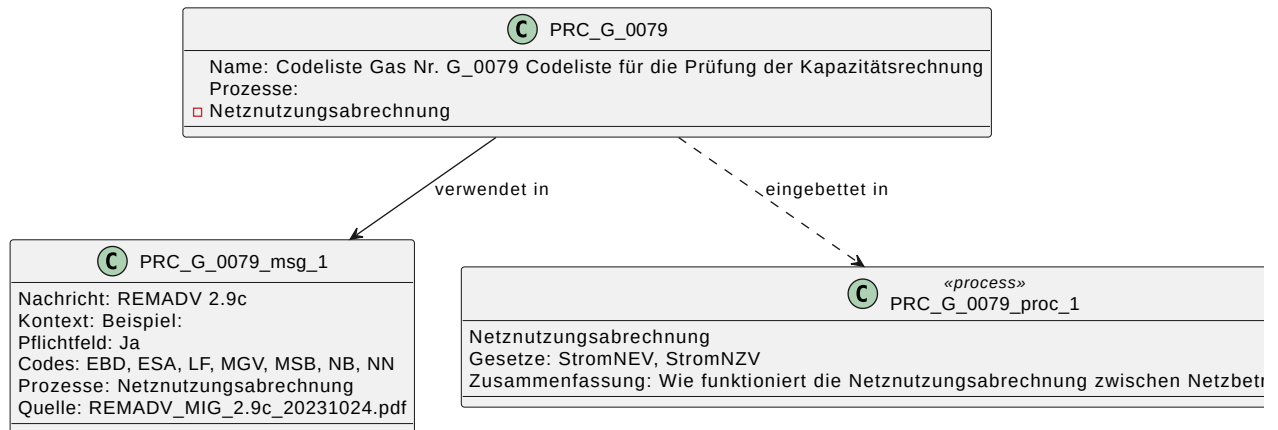 C PRC_G_0079
Name: Codeliste Gas Nr. G_0079 Codeliste für die Prüfung der Kapazitätsrechnung
Prozesse:
Netznutzungsabrechnung
verwendet in
eingebettet in
C PRC_G_0079_msg_1
Nachricht: REMADV 2.9c
Kontext: Beispiel:
Pflichtfeld: Ja
Codes: EBD, ESA, LF, MGV, MSB, NB, NN
Prozesse: Netznutzungsabrechnung
Quelle: REMADV_MIG_2.9c_20231024.pdf
«process»
C PRC_G_0079_proc_1
Netznutzungsabrechnung
Gesetze: StromNEV, StromNZV
Zusammenfassung: Wie funktioniert die Netznutzungsabrechnung zwischen